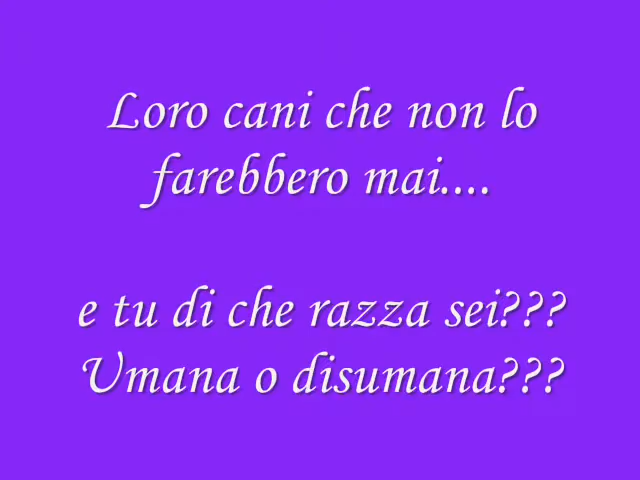 Loro cani che non lo
farebbero mai....
e tu di che razza sei???
Umana o disumana???